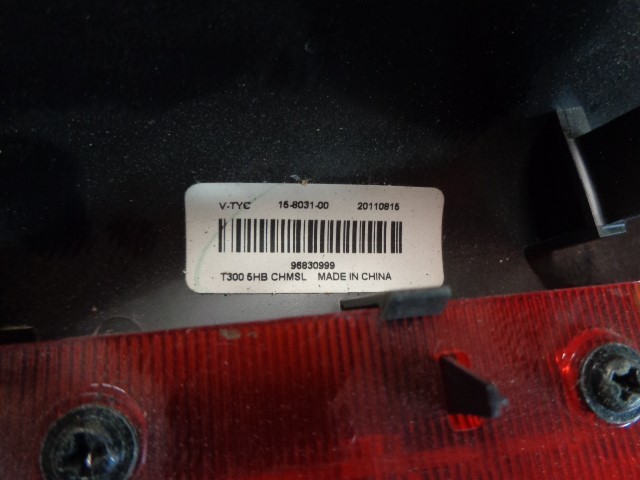 V-TYC 15-8031-00 20110815
96830999
T300 5HB CHMSL MADE IN CHINA